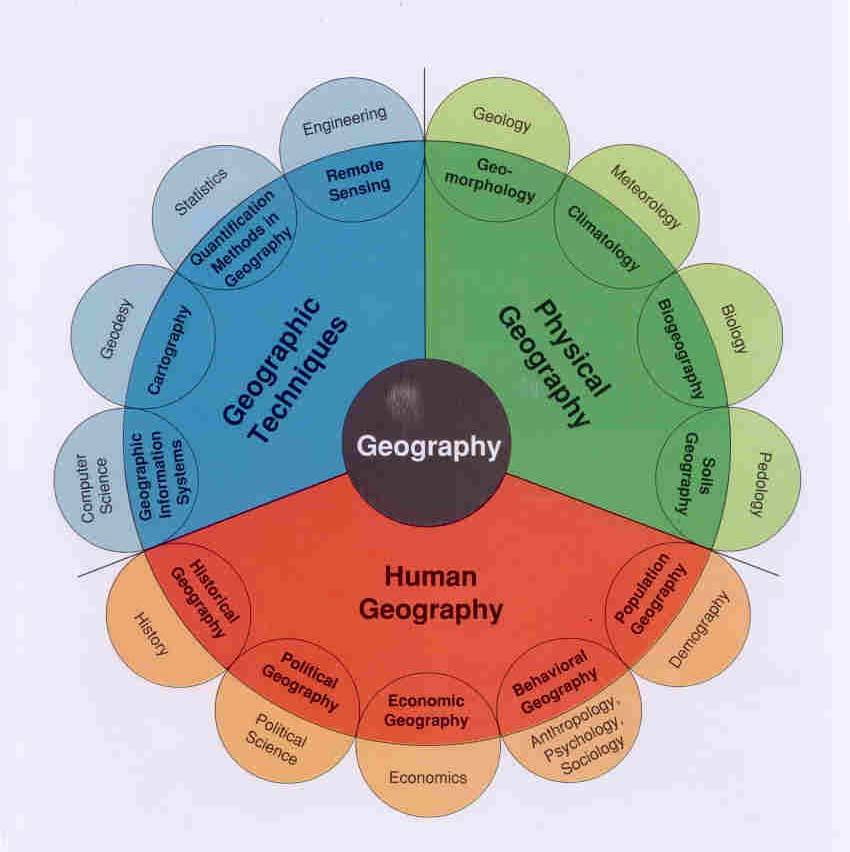 Engineering
Remote
Sensing
Statistics
Quantification
Methods in
Geography
Geodesy
Cartography
Computer
Science
Geographic
Information
Systems
Geographic
Techniques
Geology
Geo-
morphology
Meteorology
Climatology
Biology
Biogeography
Pedology
Soils
Geography
Physical
Geography
Geography
Human
Geography
History
Historical
Geography
Political
Geography
Political
Science
Economic
Geography
Economics
Behavioral
Geography
Anthropology,
Psychology,
Sociology
Population
Geography
Demography